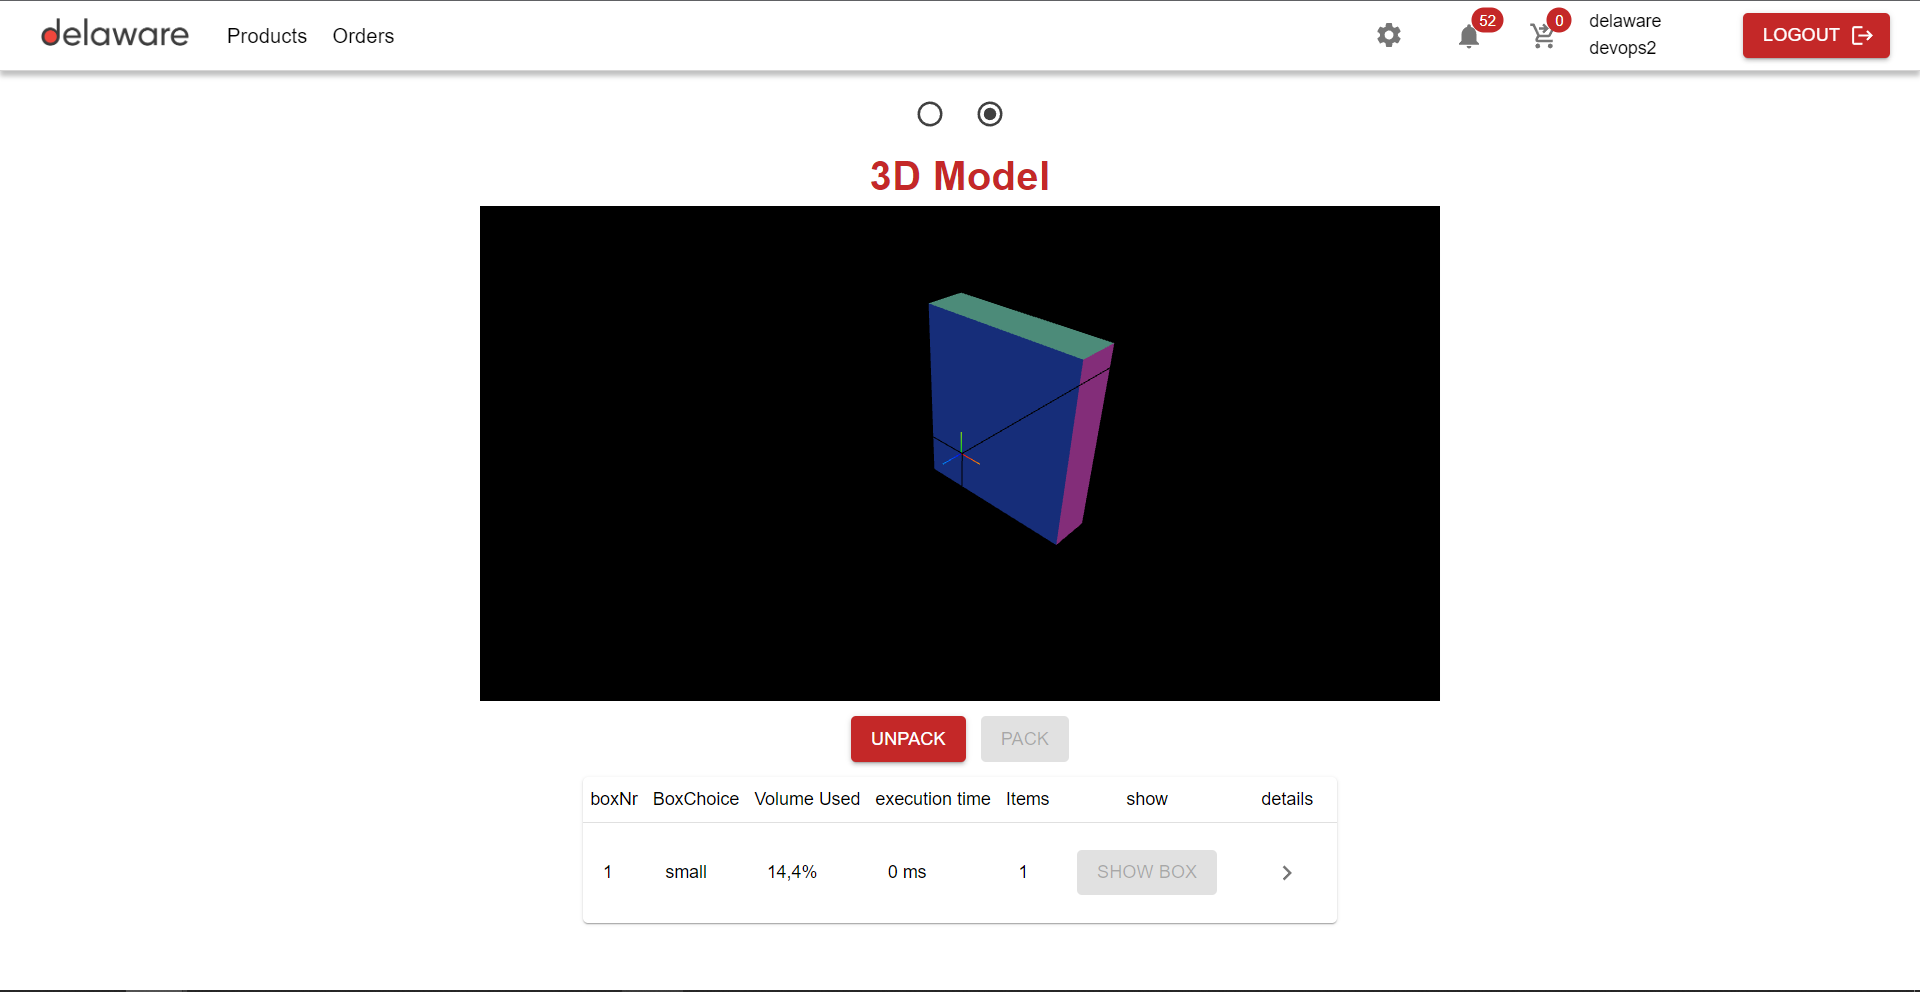 delaware Products Orders 52 0 delaware devops2 LOGOUT
3D Model
UNPACK PACK
boxNr BoxChoice Volume Used execution time Items show details
1 small 14,4% 0 ms 1 SHOW BOX